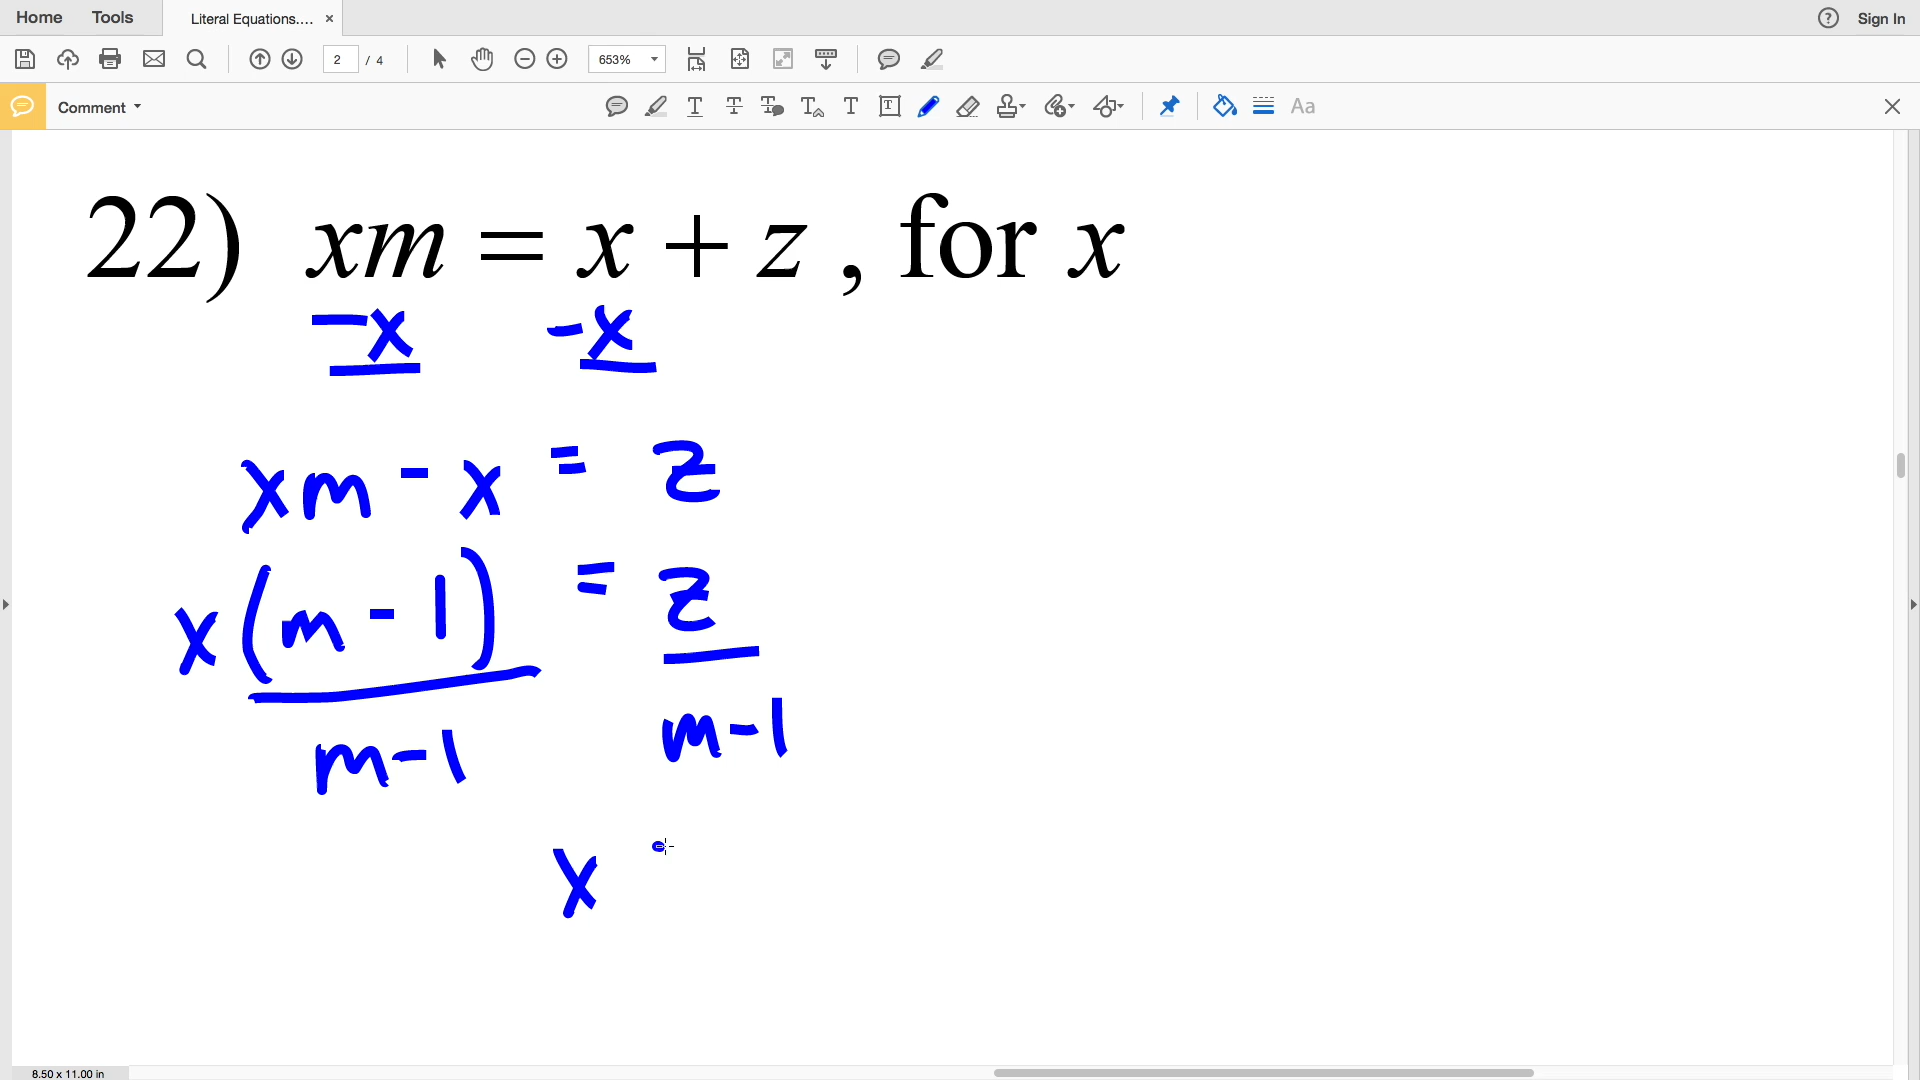 Home Tools Literal Equations.... × ? Sign In
2 / 4 653%
Comment T T T T T T Aa
22) xm = x + z , for x
-x -x
xm - x = z
x(m - 1) = z
m-1 m-1
x
8.50 x 11.00 in